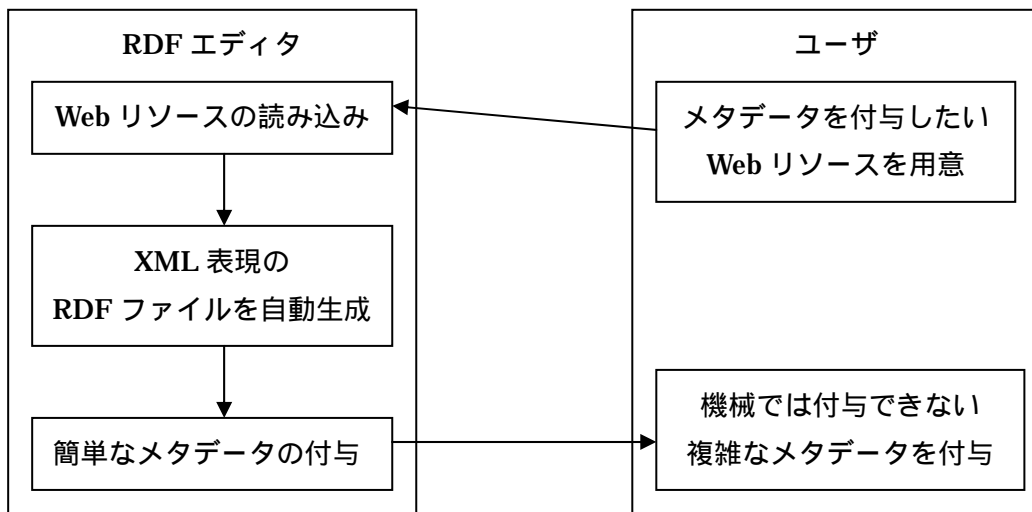 RDF エディタ
Web リソースの読み込み
XML 表現の
RDF ファイルを自動生成
簡単なメタデータの付与
ユーザ
メタデータを付与したい
Web リソースを用意
機械では付与できない
複雑なメタデータを付与